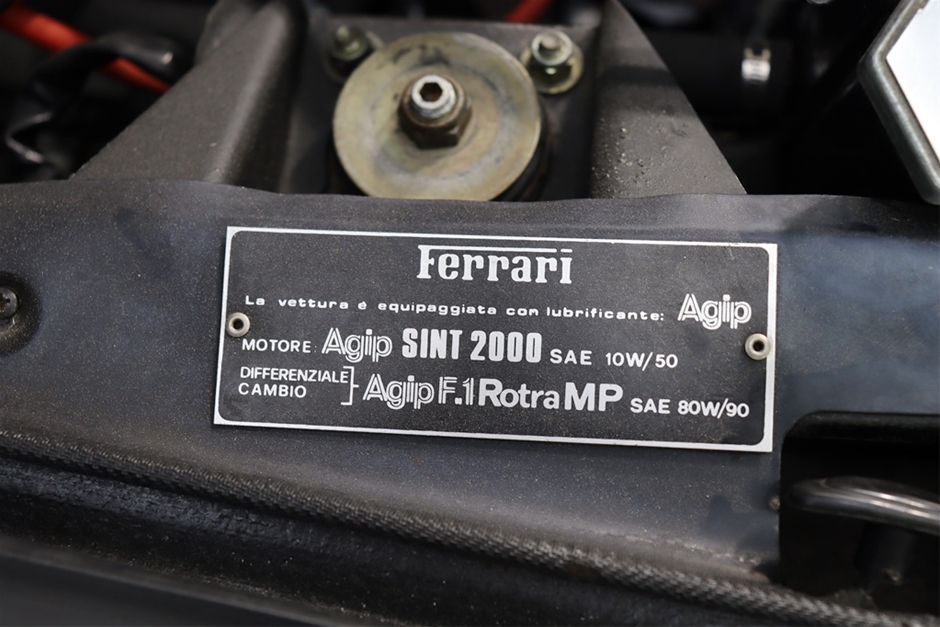 Ferrari
La vettura é equipaggiata con lubrificante: Agip
MOTORE: Agip SINT 2000 SAE 10W/50
DIFFERENZIALE
CAMBIO
Agip F.1 Rotra MP SAE 80W/90